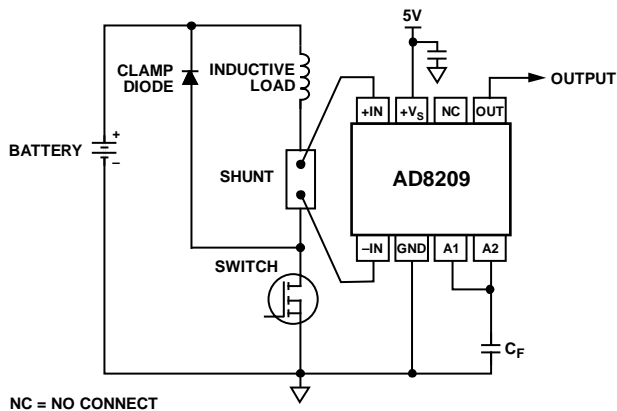 5V
CLAMP
DIODE
INDUCTIVE
LOAD
OUTPUT
+IN
+VS
NC
OUT
BATTERY
+
–
SHUNT
AD8209
–IN
GND
A1
A2
SWITCH
CF
NC = NO CONNECT